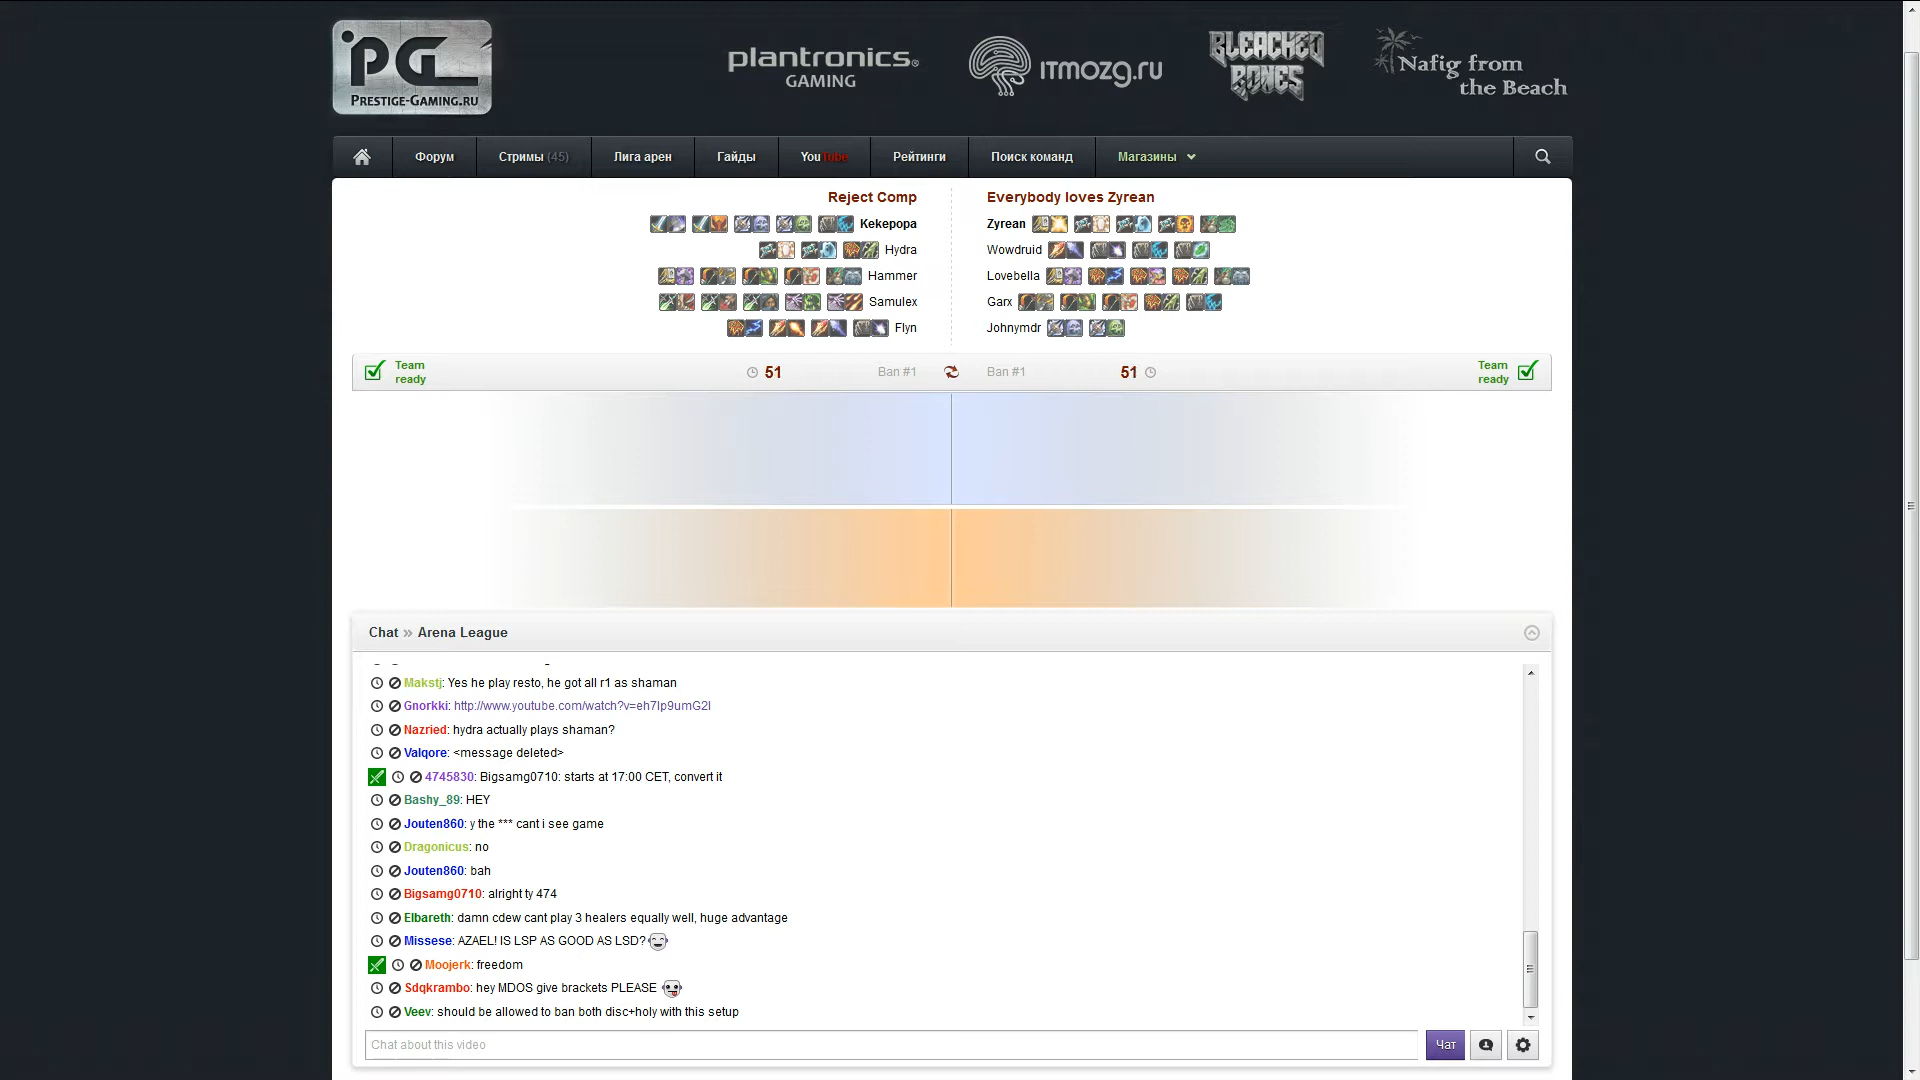 PG
PRESTIGE-GAMING.RU
plantronics®
GAMING
ITMOZG.RU
BLEACHED
BONES
Nafig from
the Beach
Форум
Стримы (45)
Лига арен
Гайды
YouTube
Рейтинги
Поиск команд
Магазины
Reject Comp
Everybody loves Zyrean
Kekepopa
Zyrean
Hydra
Wowdruid
Hammer
Lovebella
Samulex
Garx
Flyn
Johnymdr
Team
ready
51
Ban #1
Ban #1
51
Team
ready
Chat » Arena League
Makstj: Yes he play resto, he got all r1 as shaman
Gnorkki: http://www.youtube.com/watch?v=eh7lp9umG2I
Nazried: hydra actually plays shaman?
Valqore: <message deleted>
4745830: Bigsamg0710: starts at 17:00 CET, convert it
Bashy_89: HEY
Jouten860: y the *** cant i see game
Dragonicus: no
Jouten860: bah
Bigsamg0710: alright ty 474
Elbareth: damn cdew cant play 3 healers equally well, huge advantage
Missese: AZAEL! IS LSP AS GOOD AS LSD?
Moojerk: freedom
Sdqkrambo: hey MDOS give brackets PLEASE
Veev: should be allowed to ban both disc+holy with this setup
Chat about this video
Чат